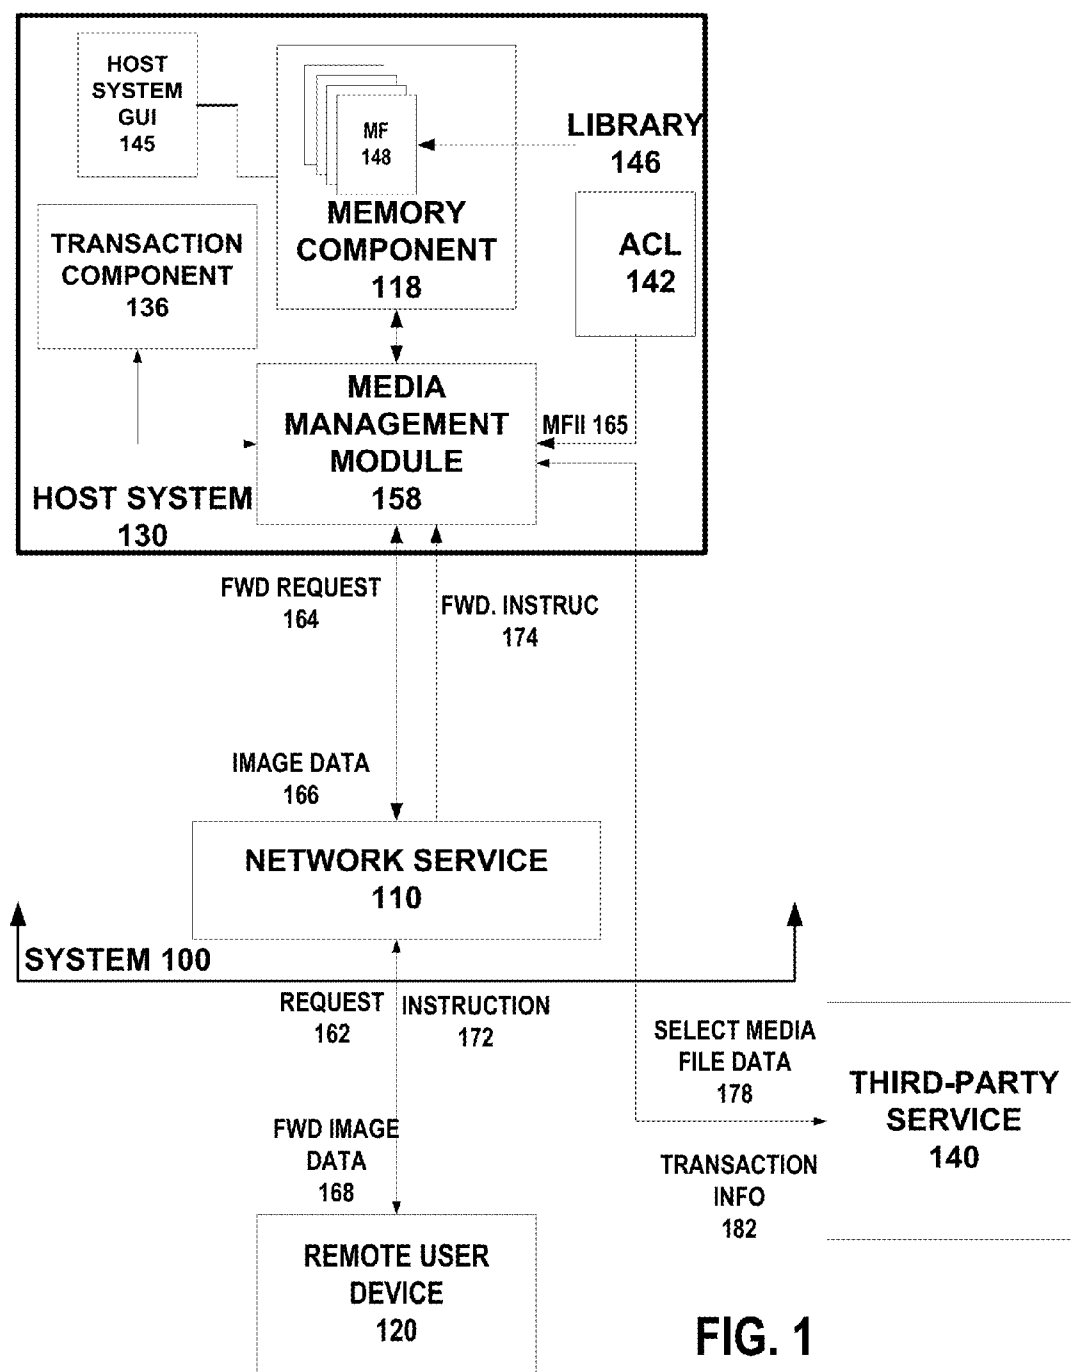 HOST
SYSTEM
GUI
145
MF
148
LIBRARY
146
MEMORY
COMPONENT
118
TRANSACTION
COMPONENT
136
ACL
142
MEDIA
MANAGEMENT
MODULE
158
MFII 165
HOST SYSTEM
130
FWD REQUEST
164
FWD. INSTRUC
174
IMAGE DATA
166
NETWORK SERVICE
110
SYSTEM 100
REQUEST
162
INSTRUCTION
172
SELECT MEDIA
FILE DATA
178
THIRD-PARTY
SERVICE
140
FWD IMAGE
DATA
168
TRANSACTION
INFO
182
REMOTE USER
DEVICE
120
FIG. 1